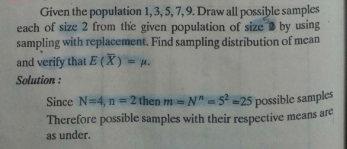 Given the population 1, 3, 5, 7, 9. Draw all possible samples
each of size 2 from the given population of size by using
sampling with replacement. Find sampling distribution of mean
and verify that E (X̅) = μ.
Solution :
Since N=4, n = 2 then m = Nⁿ = 5² =25 possible samples
Therefore possible samples with their respective means are
as under.